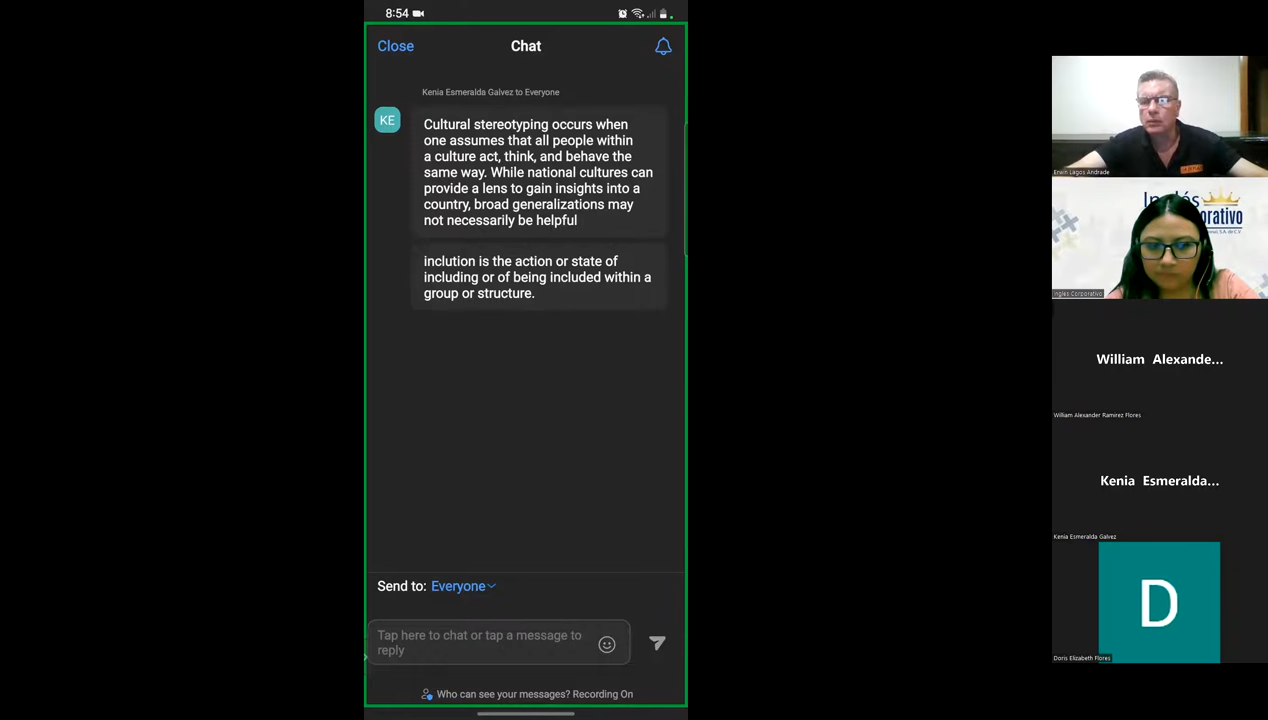 8:54
Close
Chat
Kenia Esmeralda Galvez to Everyone
KE
Cultural stereotyping occurs when
one assumes that all people within
a culture act, think, and behave the
same way. While national cultures can
provide a lens to gain insights into a
country, broad generalizations may
not necessarily be helpful
inclution is the action or state of
including or of being included within a
group or structure.
Send to: Everyone
Tap here to chat or tap a message to
reply
Who can see your messages? Recording On
Erwin Lagos Andrade
Inglés
orativo
Ingles Corporativo
William Alexande...
William Alexander Ramirez Flores
Kenia Esmeralda...
Kenia Esmeralda Galvez
D
Doris Elizabeth Flores